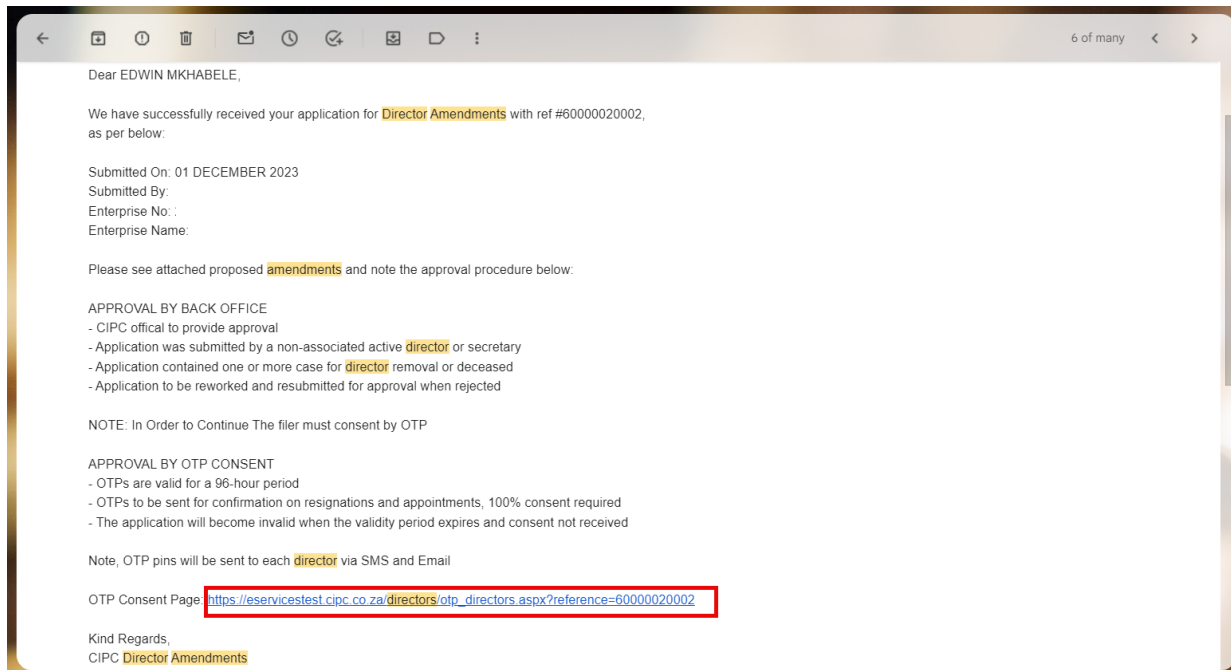 6 of many
Dear EDWIN MKHABELE,
We have successfully received your application for Director Amendments with ref #60000020002,
as per below:
Submitted On: 01 DECEMBER 2023
Submitted By:
Enterprise No: :
Enterprise Name:
Please see attached proposed amendments and note the approval procedure below:
APPROVAL BY BACK OFFICE
- CIPC offical to provide approval
- Application was submitted by a non-associated active director or secretary
- Application contained one or more case for director removal or deceased
- Application to be reworked and resubmitted for approval when rejected
NOTE: In Order to Continue The filer must consent by OTP
APPROVAL BY OTP CONSENT
- OTPs are valid for a 96-hour period
- OTPs to be sent for confirmation on resignations and appointments, 100% consent required
- The application will become invalid when the validity period expires and consent not received
Note, OTP pins will be sent to each director via SMS and Email
OTP Consent Page: https://eservicestest.cipc.co.za/directors/otp_directors.aspx?reference=60000020002
Kind Regards,
CIPC Director Amendments